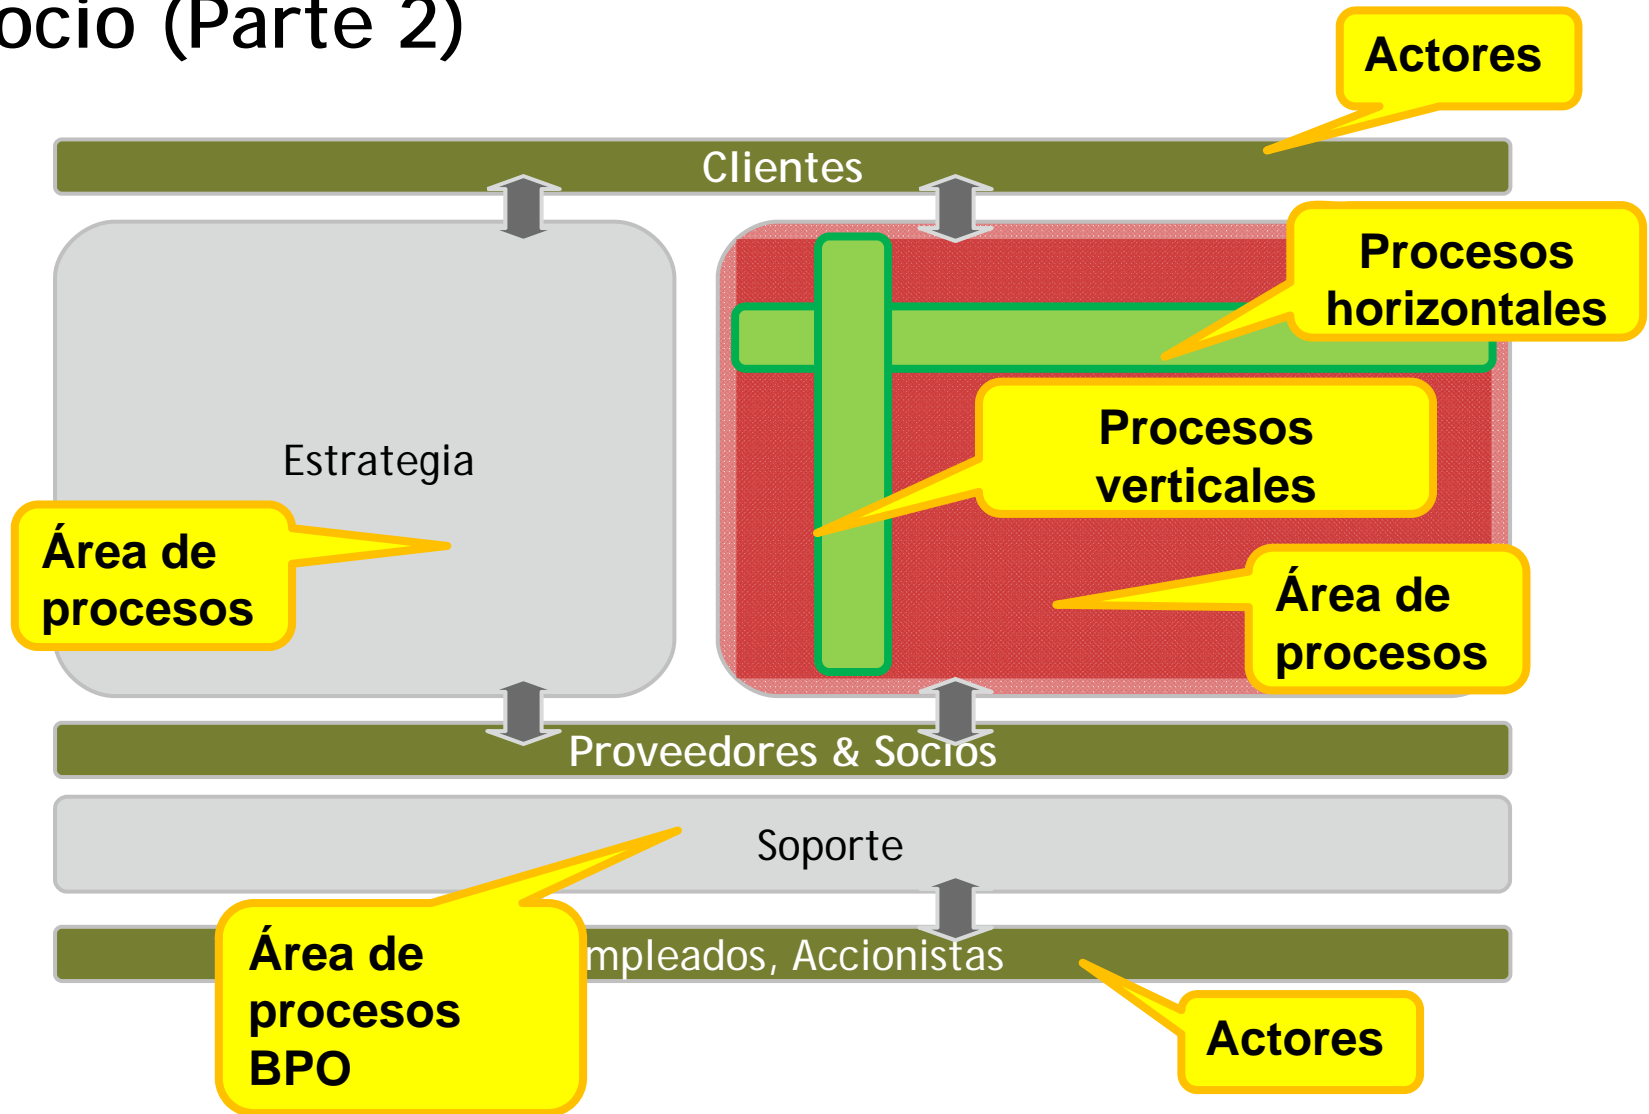 ocio (Parte 2)
Actores
Clientes
Procesos
horizontales
Procesos
verticales
Estrategia
Área de
procesos
Área de
procesos
Proveedores & Socios
Soporte
Área de
procesos
BPO
mpleados, Accionistas
Actores